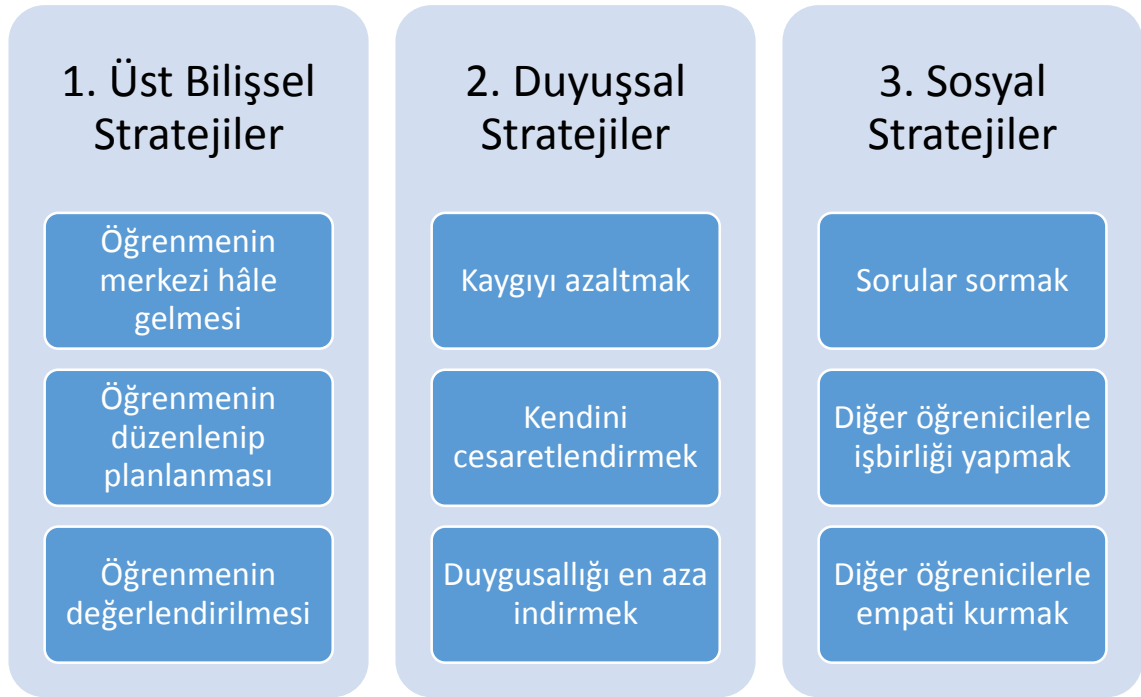 1. Üst Bilişsel
Stratejiler
Öğrenmenin
merkezi hâle
gelmesi
Öğrenmenin
düzenlenip
planlanması
Öğrenmenin
değerlendirilmesi
2. Duyuşsal
Stratejiler
Kaygıyı azaltmak
Kendini
cesaretlendirmek
Duygusallığı en aza
indirmek
3. Sosyal
Stratejiler
Sorular sormak
Diğer öğrenicilerle
işbirliği yapmak
Diğer öğrenicilerle
empati kurmak